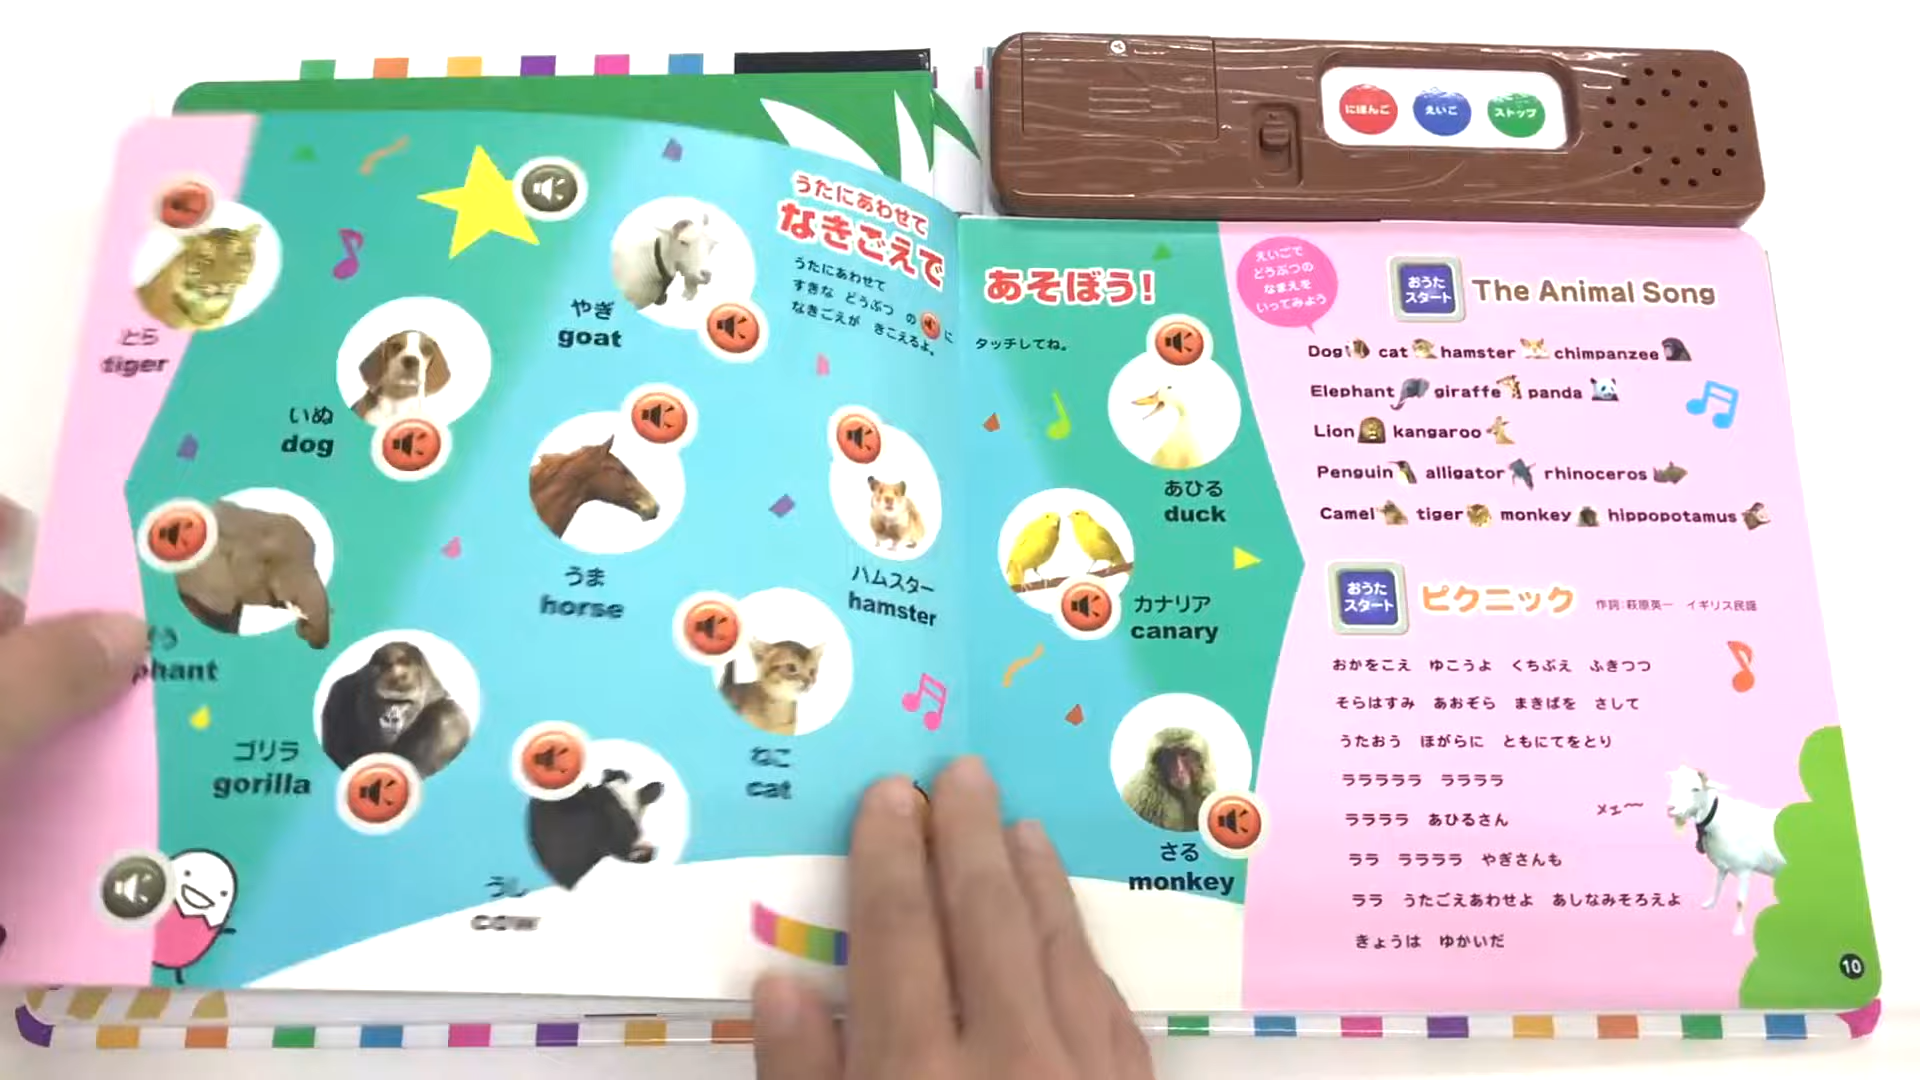 にほんご
えいご
ストップ
うたにあわせて
なきごえで
あそぼう!
うたにあわせて
すきな どうぶつ の に
なきごえが きこえるよ。
タッチしてね。
とら
tiger
いぬ
dog
やぎ
goat
うま
horse
ハムスター
hamster
phant
ゴリラ
gorilla
うし
cow
ねこ
cat
あひる
duck
カナリア
canary
さる
monkey
えいごで
どうぶつの
なまえを
いってみよう
おうた
スタート
The Animal Song
Dog cat hamster chimpanzee
Elephant giraffe panda
Lion kangaroo
Penguin alligator rhinoceros
Camel tiger monkey hippopotamus
おうた
スタート
ピクニック
作詞:萩原英一 イギリス民謡
おかをこえ ゆこうよ くちぶえ ふきつつ
そらはすみ あおぞら まきばを さして
うたおう ほがらに ともにてをとり
ララララララ ララララ
ララララ あひるさん
ララ ララララ やぎさんも
ララ うたごえあわせよ あしなみそろえよ
きょうは ゆかいだ
メェ〜
10